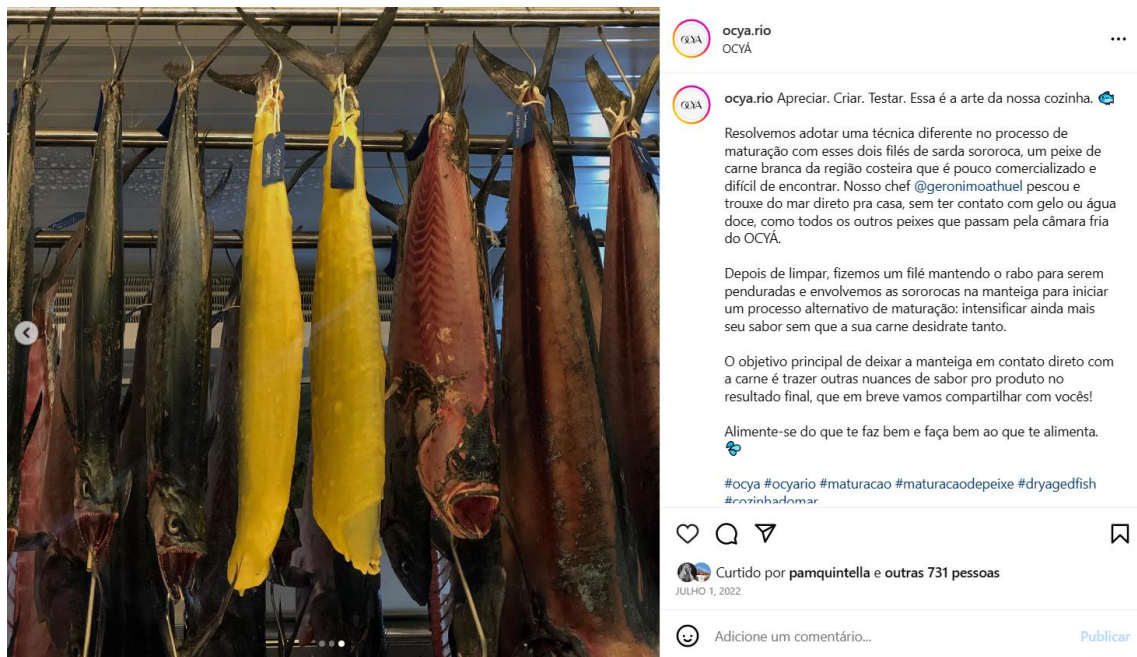 OCYÁ
ocya.rio
OCYÁ
OCYÁ
ocya.rio Apreciar. Criar. Testar. Essa é a arte da nossa cozinha.
Resolvemos adotar uma técnica diferente no processo de
maturação com esses dois filés de sarda sororoca, um peixe de
carne branca da região costeira que é pouco comercializado e
difícil de encontrar. Nosso chef @geronimoathuel pescou e
trouxe do mar direto pra casa, sem ter contato com gelo ou água
doce, como todos os outros peixes que passam pela câmara fria
do OCYÁ.
Depois de limpar, fizemos um filé mantendo o rabo para serem
penduradas e envolvemos as sororocas na manteiga para iniciar
um processo alternativo de maturação: intensificar ainda mais
seu sabor sem que a sua carne desidrate tanto.
O objetivo principal de deixar a manteiga em contato direto com
a carne é trazer outras nuances de sabor pro produto no
resultado final, que em breve vamos compartilhar com vocês!
Alimente-se do que te faz bem e faça bem ao que te alimenta.
#ocya #ocyario #maturacao #maturacaodepeixe #dryagedfish
#cozinhadomar
Curtido por pamquintella e outras 731 pessoas
JULHO 1, 2022
Adicione um comentário...
Publicar